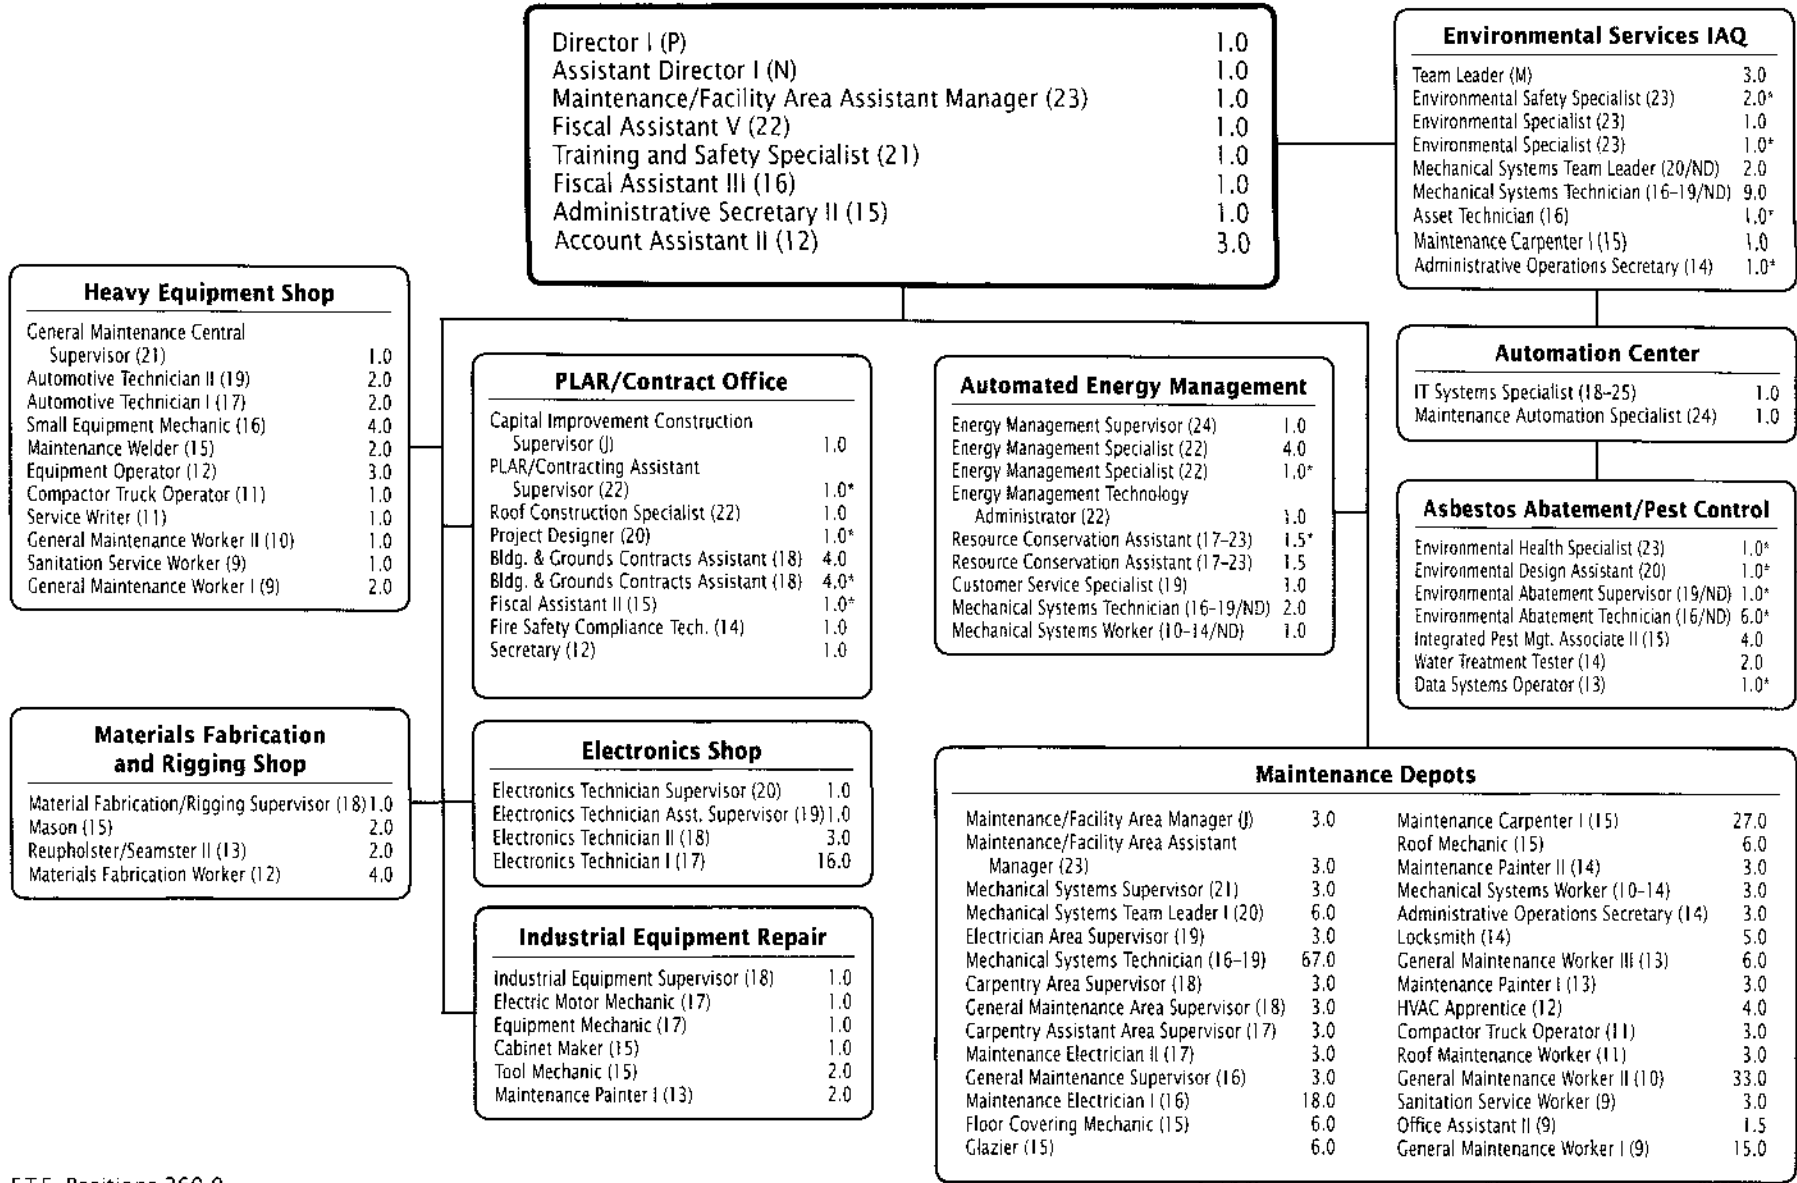 Director I (P) 1.0
Assistant Director I (N) 1.0
Maintenance/Facility Area Assistant Manager (23) 1.0
Fiscal Assistant V (22) 1.0
Training and Safety Specialist (21) 1.0
Fiscal Assistant III (16) 1.0
Administrative Secretary II (15) 1.0
Account Assistant II (12) 3.0
Environmental Services IAQ
Team Leader (M) 3.0
Environmental Safety Specialist (23) 2.0*
Environmental Specialist (23) 1.0
Environmental Specialist (23) 1.0*
Mechanical Systems Team Leader (20/ND) 2.0
Mechanical Systems Technician (16–19/ND) 9.0
Asset Technician (16) 1.0*
Maintenance Carpenter I (15) 1.0
Administrative Operations Secretary (14) 1.0*
Heavy Equipment Shop
General Maintenance Central
Supervisor (21) 1.0
Automotive Technician II (19) 2.0
Automotive Technician I (17) 2.0
Small Equipment Mechanic (16) 4.0
Maintenance Welder (15) 2.0
Equipment Operator (12) 3.0
Compactor Truck Operator (11) 1.0
Service Writer (11) 1.0
General Maintenance Worker II (10) 1.0
Sanitation Service Worker (9) 1.0
General Maintenance Worker I (9) 2.0
PLAR/Contract Office
Capital Improvement Construction
Supervisor (J) 1.0
PLAR/Contracting Assistant
Supervisor (22) 1.0*
Roof Construction Specialist (22) 1.0
Project Designer (20) 1.0*
Bldg. & Grounds Contracts Assistant (18) 4.0
Bldg. & Grounds Contracts Assistant (18) 4.0*
Fiscal Assistant II (15) 1.0*
Fire Safety Compliance Tech. (14) 1.0
Secretary (12) 1.0
Automated Energy Management
Energy Management Supervisor (24) 1.0
Energy Management Specialist (22) 4.0
Energy Management Specialist (22) 1.0*
Energy Management Technology
Administrator (22) 1.0
Resource Conservation Assistant (17–23) 1.5*
Resource Conservation Assistant (17–23) 1.5
Customer Service Specialist (19) 1.0
Mechanical Systems Technician (16–19/ND) 2.0
Mechanical Systems Worker (10–14/ND) 1.0
Automation Center
IT Systems Specialist (18–25) 1.0
Maintenance Automation Specialist (24) 1.0
Asbestos Abatement/Pest Control
Environmental Health Specialist (23) 1.0*
Environmental Design Assistant (20) 1.0*
Environmental Abatement Supervisor (19/ND) 1.0*
Environmental Abatement Technician (16/ND) 6.0*
Integrated Pest Mgt. Associate II (15) 4.0
Water Treatment Tester (14) 2.0
Data Systems Operator (13) 1.0*
Materials Fabrication
and Rigging Shop
Material Fabrication/Rigging Supervisor (18) 1.0
Mason (15) 2.0
Reupholster/Seamster II (13) 2.0
Materials Fabrication Worker (12) 4.0
Electronics Shop
Electronics Technician Supervisor (20) 1.0
Electronics Technician Asst. Supervisor (19) 1.0
Electronics Technician II (18) 3.0
Electronics Technician I (17) 16.0
Industrial Equipment Repair
Industrial Equipment Supervisor (18) 1.0
Electric Motor Mechanic (17) 1.0
Equipment Mechanic (17) 1.0
Cabinet Maker (15) 1.0
Tool Mechanic (15) 2.0
Maintenance Painter I (13) 2.0
Maintenance Depots
Maintenance/Facility Area Manager (J) 3.0
Maintenance/Facility Area Assistant
Manager (23) 3.0
Mechanical Systems Supervisor (21) 3.0
Mechanical Systems Team Leader I (20) 6.0
Electrician Area Supervisor (19) 3.0
Mechanical Systems Technician (16–19) 67.0
Carpentry Area Supervisor (18) 3.0
General Maintenance Area Supervisor (18) 3.0
Carpentry Assistant Area Supervisor (17) 3.0
Maintenance Electrician II (17) 3.0
General Maintenance Supervisor (16) 3.0
Maintenance Electrician I (16) 18.0
Floor Covering Mechanic (15) 6.0
Glazier (15) 6.0
Maintenance Carpenter I (15) 27.0
Roof Mechanic (15) 6.0
Maintenance Painter II (14) 3.0
Mechanical Systems Worker (10–14) 3.0
Administrative Operations Secretary (14) 3.0
Locksmith (14) 5.0
General Maintenance Worker III (13) 6.0
Maintenance Painter I (13) 3.0
HVAC Apprentice (12) 4.0
Compactor Truck Operator (11) 3.0
Roof Maintenance Worker (11) 3.0
General Maintenance Worker II (10) 33.0
Sanitation Service Worker (9) 3.0
Office Assistant II (9) 1.5
General Maintenance Worker I (9) 15.0